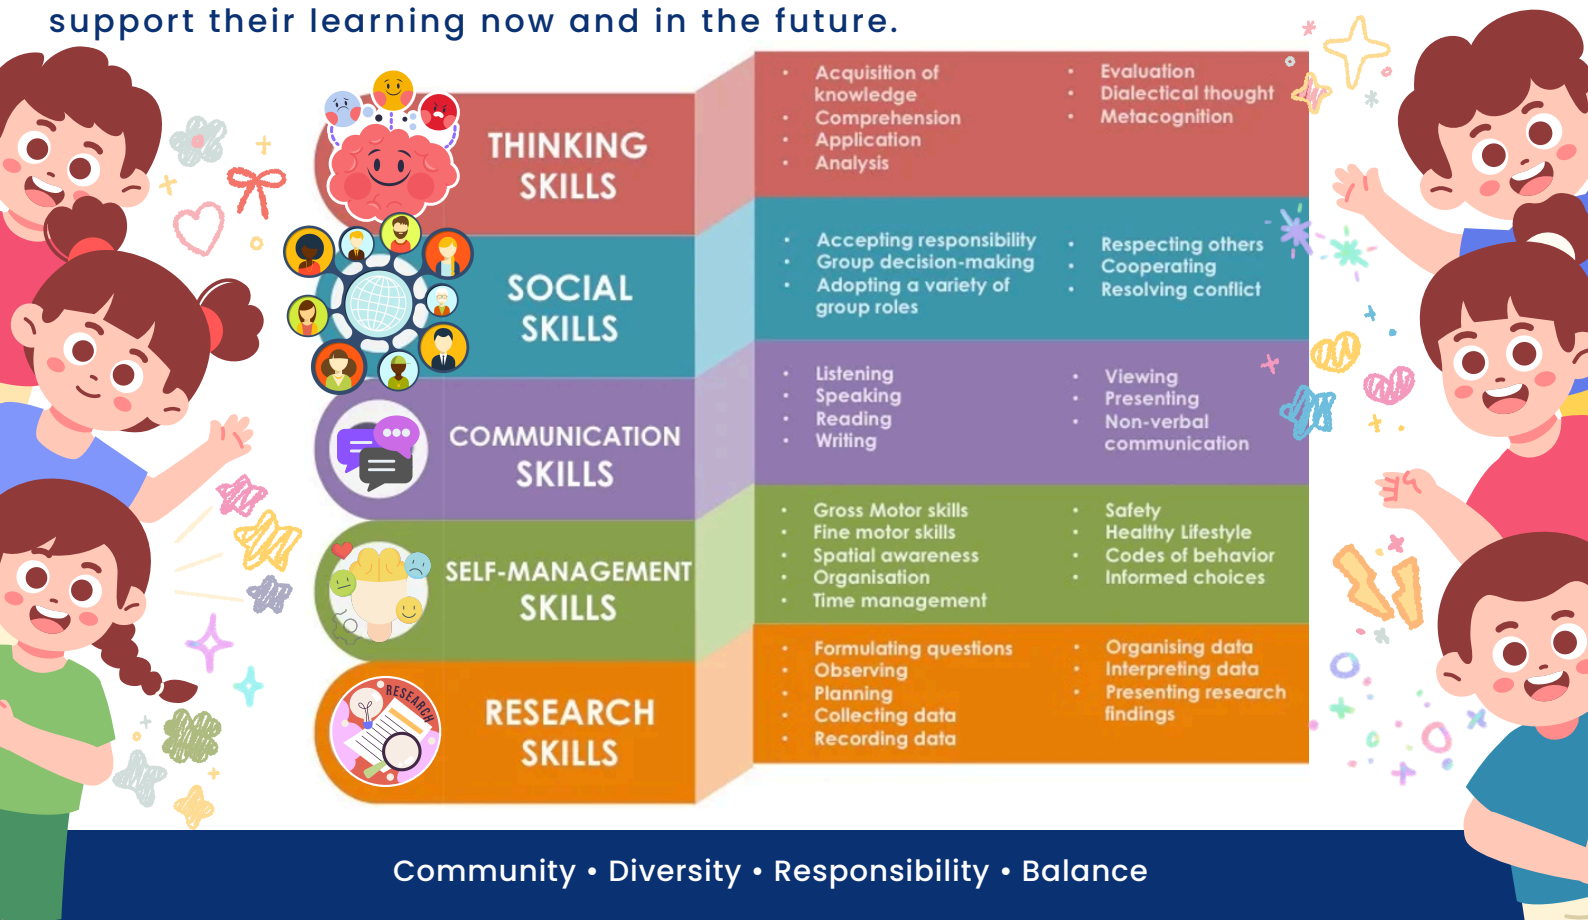 support their learning now and in the future.
THINKING
SKILLS
• Acquisition of
knowledge
• Comprehension
• Application
• Analysis
• Evaluation
• Dialectical thought
• Metacognition
SOCIAL
SKILLS
• Accepting responsibility
• Group decision-making
• Adopting a variety of
group roles
• Respecting others
• Cooperating
• Resolving conflict
COMMUNICATION
SKILLS
• Listening
• Speaking
• Reading
• Writing
• Viewing
• Presenting
• Non-verbal
communication
SELF-MANAGEMENT
SKILLS
• Gross Motor skills
• Fine motor skills
• Spatial awareness
• Organisation
• Time management
• Safety
• Healthy Lifestyle
• Codes of behavior
• Informed choices
RESEARCH
RESEARCH
SKILLS
• Formulating questions
• Observing
• Planning
• Collecting data
• Recording data
• Organising data
• Interpreting data
• Presenting research
findings
Community • Diversity • Responsibility • Balance